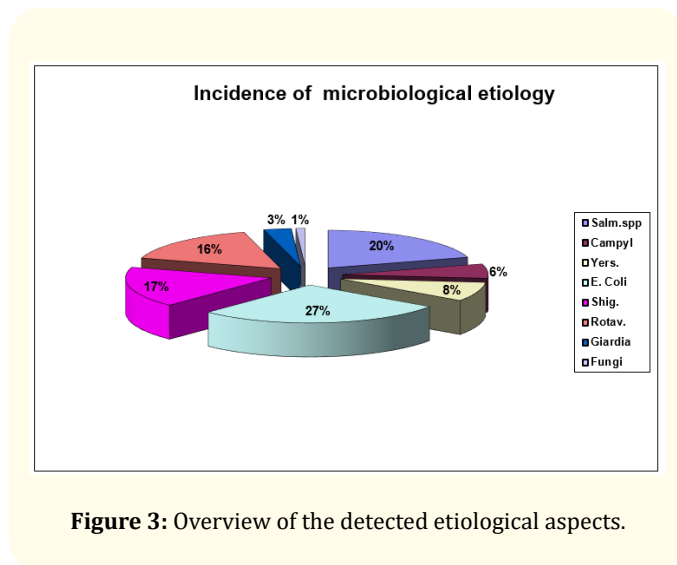 Incidence of microbiological etiology
3% 1%
20%
16%
6%
17%
8%
27%
Salm.spp
Campyl
Yers.
E. Coli
Shig.
Rotav.
Giardia
Fungi
Figure 3: Overview of the detected etiological aspects.